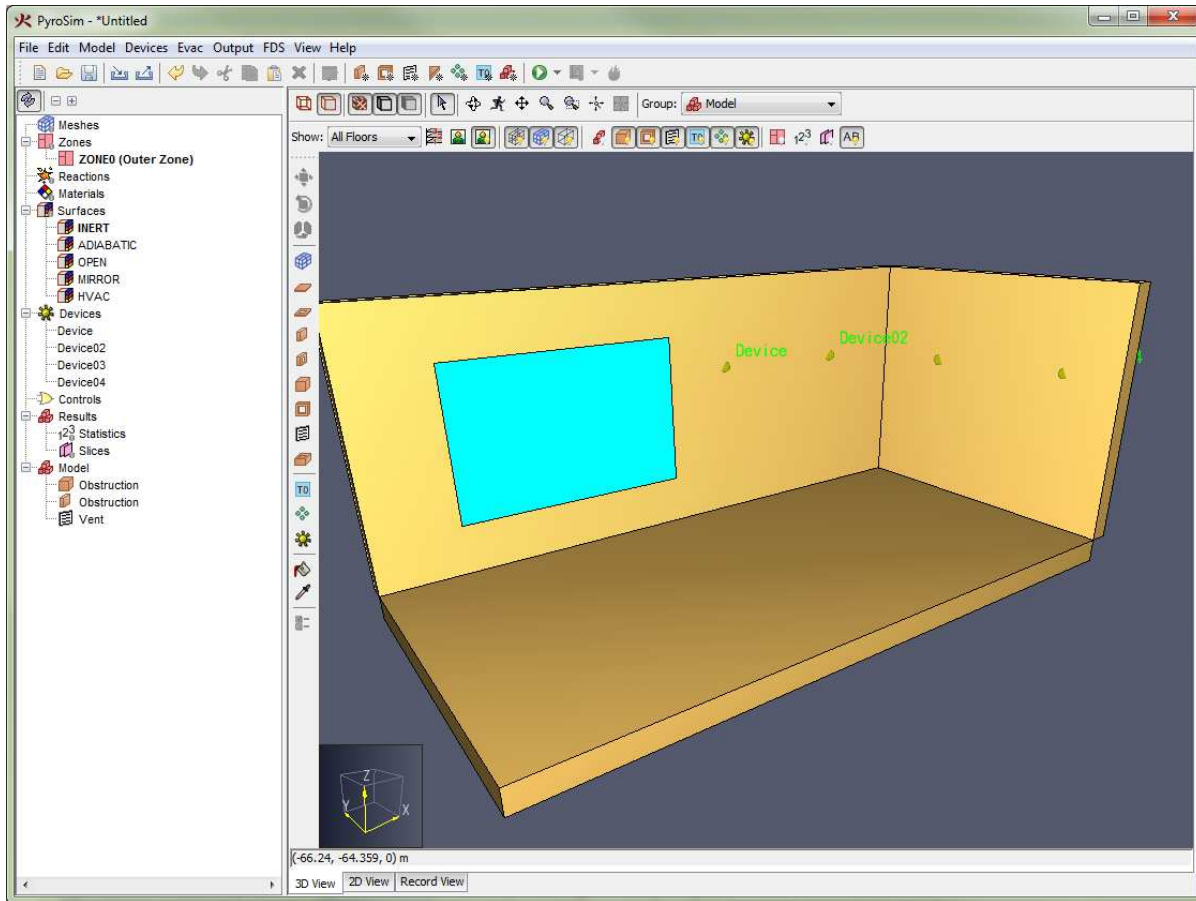 PyroSim - *Untitled
File Edit Model Devices Evac Output FDS View Help
Group: Model
Show: All Floors
Meshes
Zones
ZONE0 (Outer Zone)
Reactions
Materials
Surfaces
INERT
ADIABATIC
OPEN
MIRROR
HVAC
Devices
Device
Device02
Device03
Device04
Controls
Results
Statistics
Slices
Model
Obstruction
Obstruction
Vent
Device
Device02
4
Z
Y
X
(-66.24, -64.359, 0) m
3D View 2D View Record View